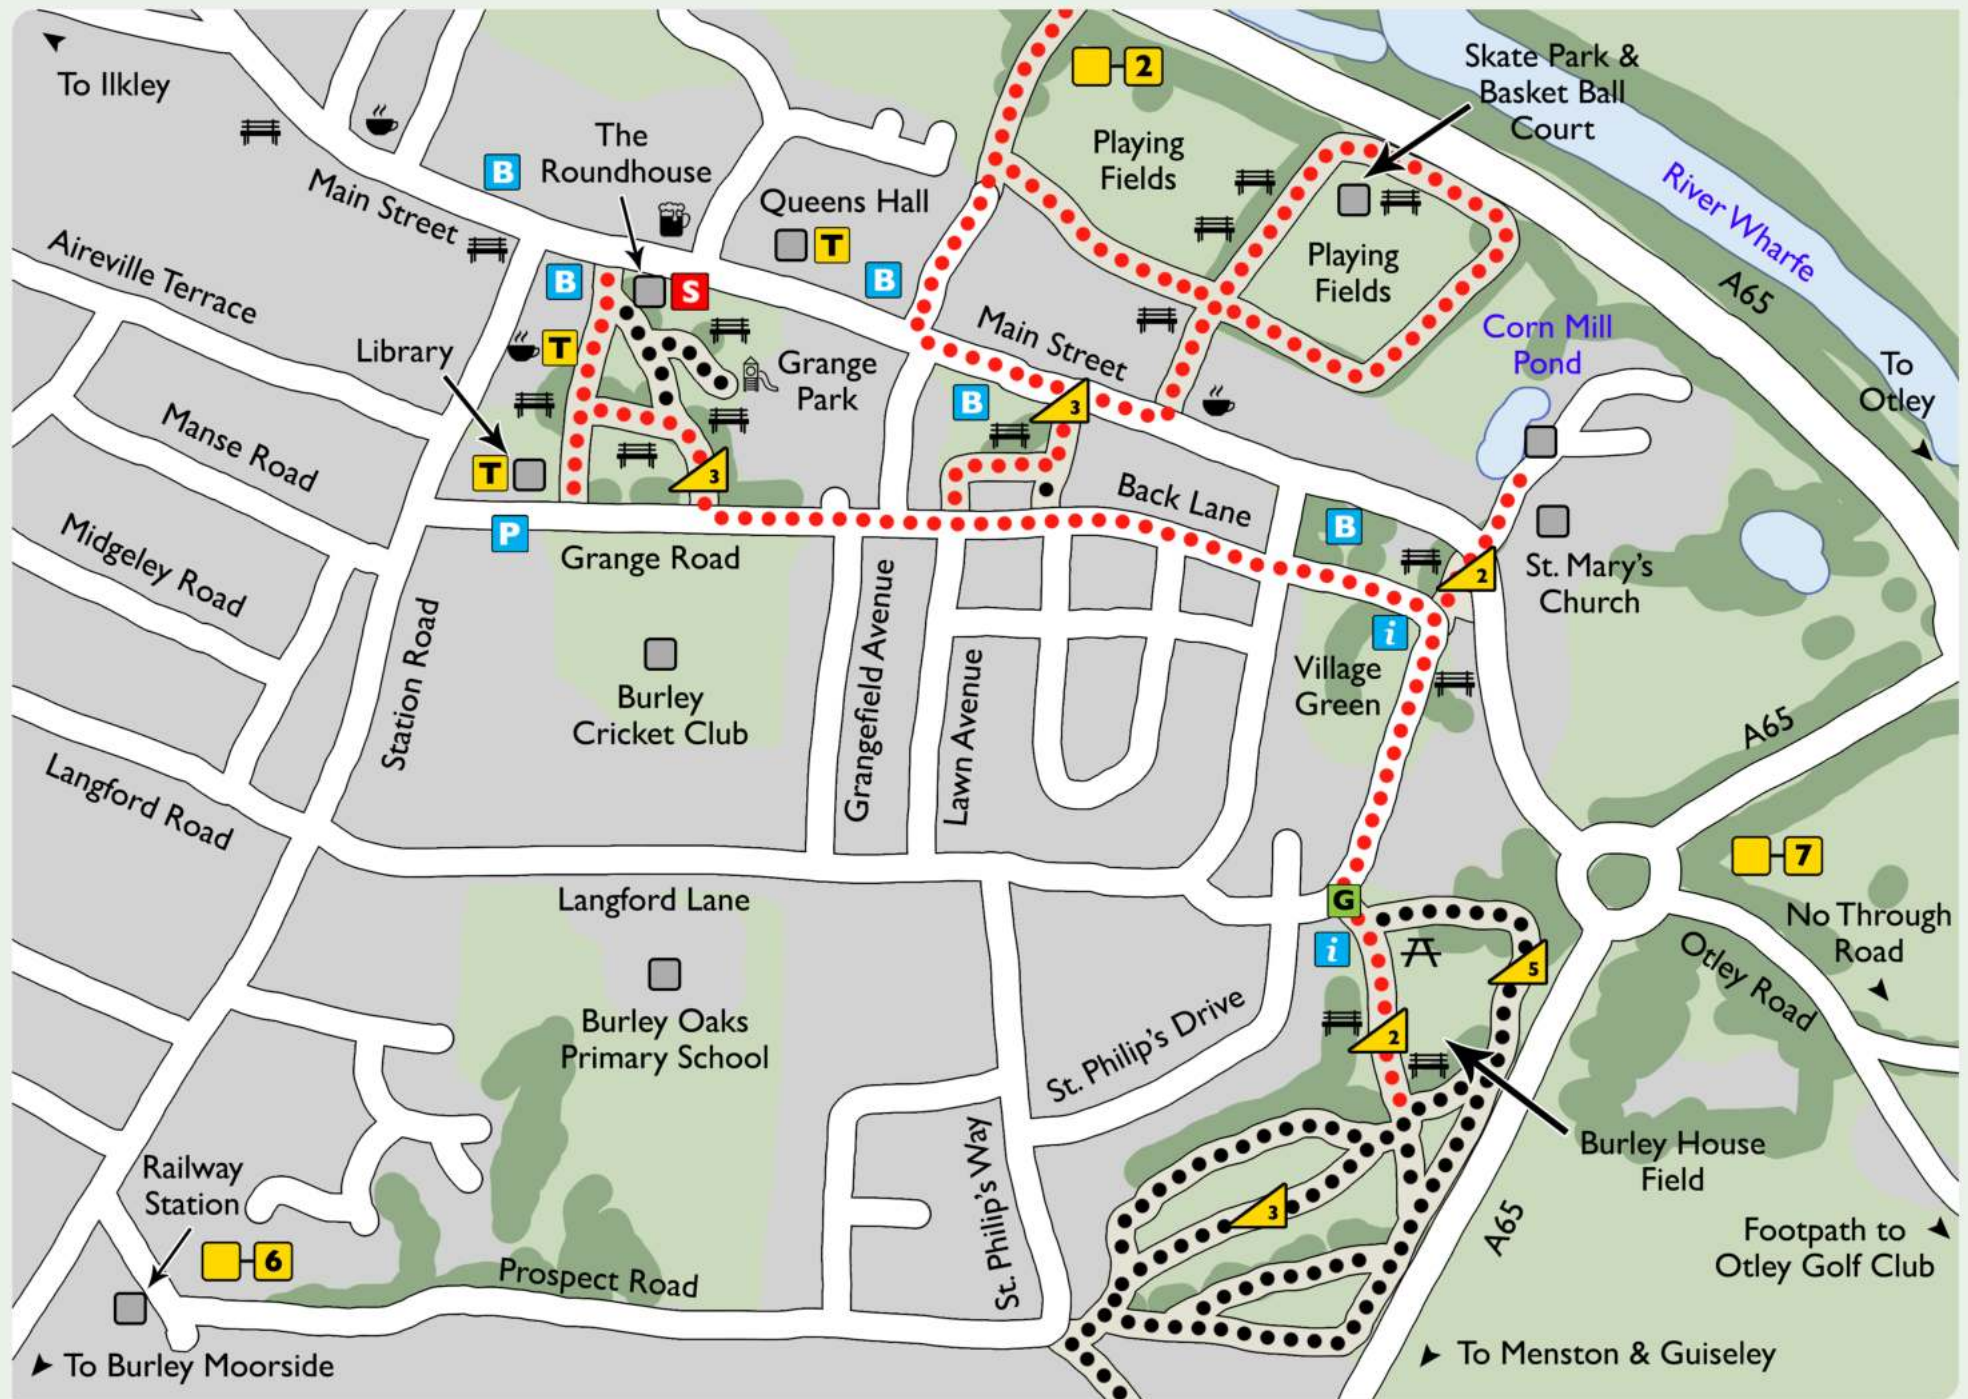 To Ilkley
Main Street
B
The
Roundhouse
Queens Hall
T
B
2
Playing
Fields
Skate Park &
Basket Ball
Court
Playing
Fields
River Wharfe
A65
Corn Mill
Pond
To
Otley
Aireville Terrace
B
S
T
Library
Grange
Park
Main Street
B
3
Manse Road
T
3
Back Lane
B
P
Grange Road
Midgeley Road
2
St. Mary's
Church
i
Village
Green
Station Road
Burley
Cricket Club
Grangefield Avenue
Lawn Avenue
A65
Langford Road
Langford Lane
G
i
7
No Through
Road
Otley Road
5
2
Burley Oaks
Primary School
St. Philip's Drive
Burley House
Field
Railway
Station
6
St. Philip's Way
3
A65
Footpath to
Otley Golf Club
Prospect Road
To Burley Moorside
To Menston & Guiseley